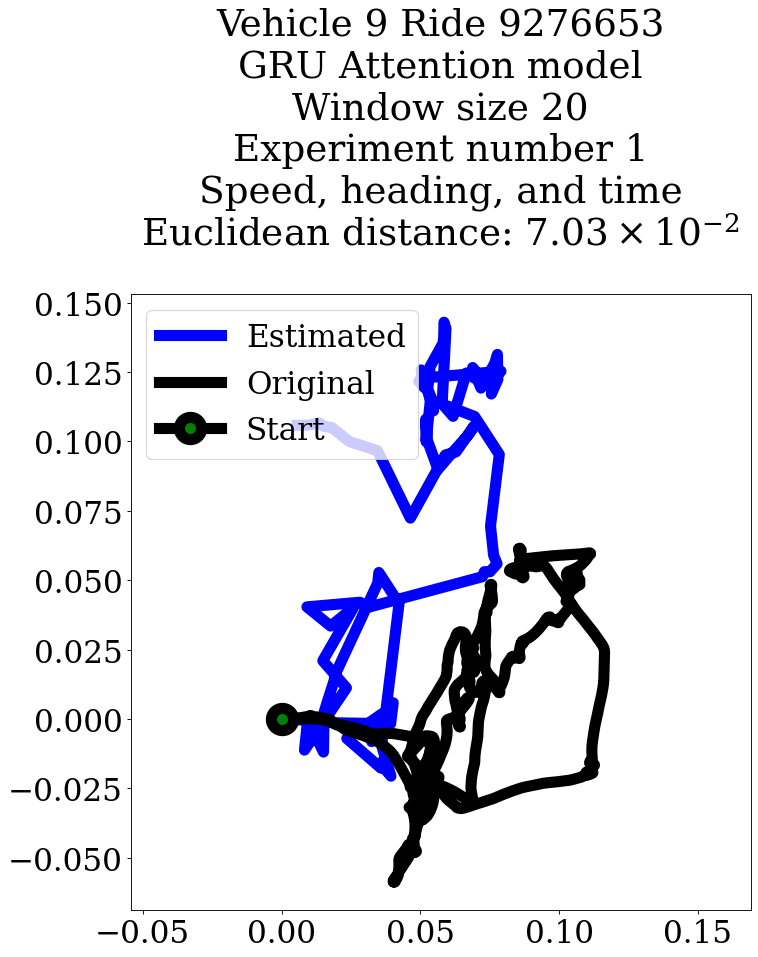 Vehicle 9 Ride 9276653
GRU Attention model
Window size 20
Experiment number 1
Speed, heading, and time
Euclidean distance: 7.03 × 10⁻²
0.150
Estimated
0.125
Original
0.100
Start
0.075
0.050
0.025
0.000
−0.025
−0.050
−0.05 0.00 0.05 0.10 0.15